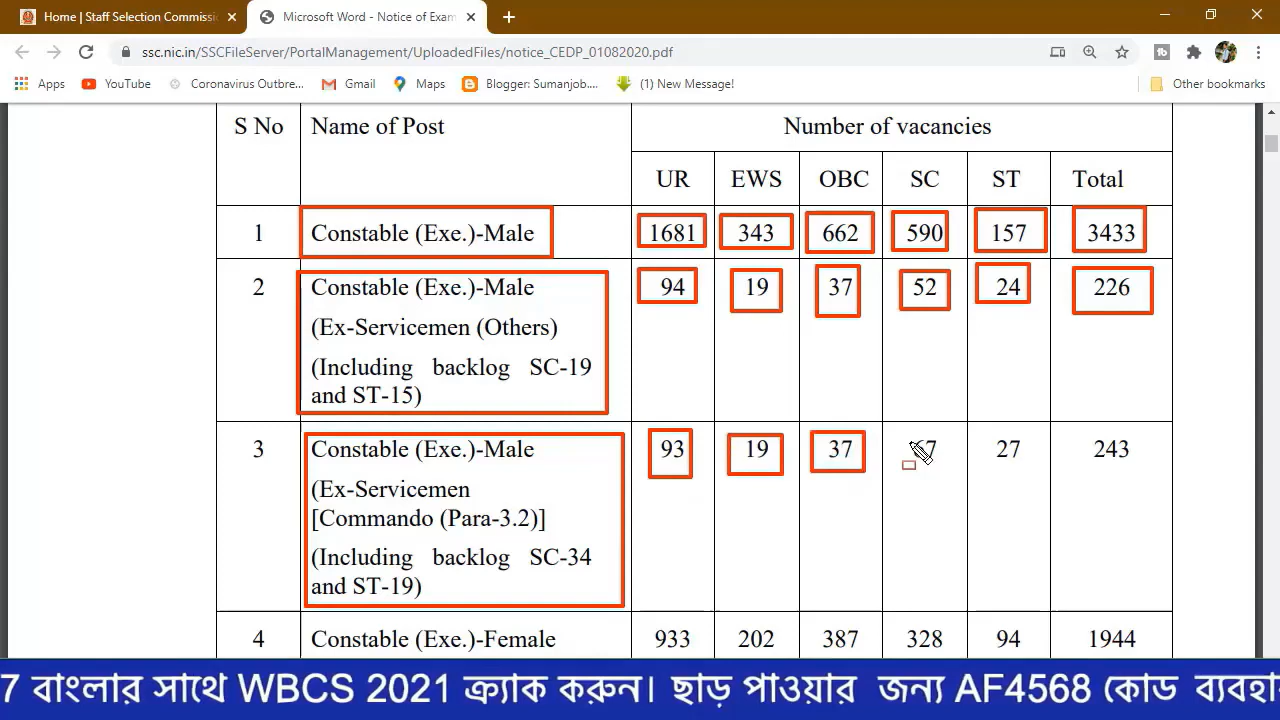 Home | Staff Selection Commissio
Microsoft Word - Notice of Exam
ssc.nic.in/SSCFileServer/PortalManagement/UploadedFiles/notice_CEDP_01082020.pdf
Apps YouTube Coronavirus Outbre... Gmail Maps Blogger: Sumanjob.... (1) New Message! Other bookmarks
S No Name of Post Number of vacancies
UR EWS OBC SC ST Total
1 Constable (Exe.)-Male 1681 343 662 590 157 3433
2 Constable (Exe.)-Male 94 19 37 52 24 226
(Ex-Servicemen (Others)
(Including backlog SC-19
and ST-15)
3 Constable (Exe.)-Male 93 19 37 67 27 243
(Ex-Servicemen
[Commando (Para-3.2)]
(Including backlog SC-34
and ST-19)
4 Constable (Exe.)-Female 933 202 387 328 94 1944
7 বাংলার সাথে WBCS 2021 ক্র্যাক করুন। ছাড় পাওয়ার জন্য AF4568 কোড ব্যবহা